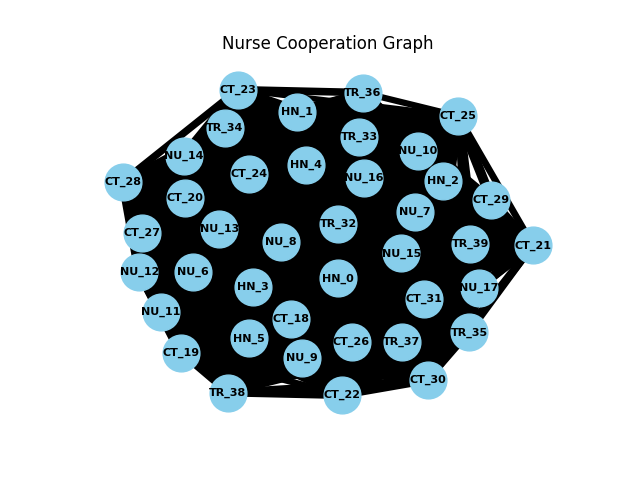 Nurse Cooperation Graph
CT_23
TR_36
HN_1
CT_25
TR_34
TR_33
NU_10
NU_14
HN_4
CT_24
NU_16
HN_2
CT_28
CT_20
CT_29
NU_7
TR_32
NU_13
CT_27
NU_8
TR_39
CT_21
NU_15
NU_12
NU_6
HN_0
HN_3
NU_17
CT_31
NU_11
CT_18
TR_35
HN_5
CT_26
TR_37
CT_19
NU_9
CT_30
TR_38
CT_22